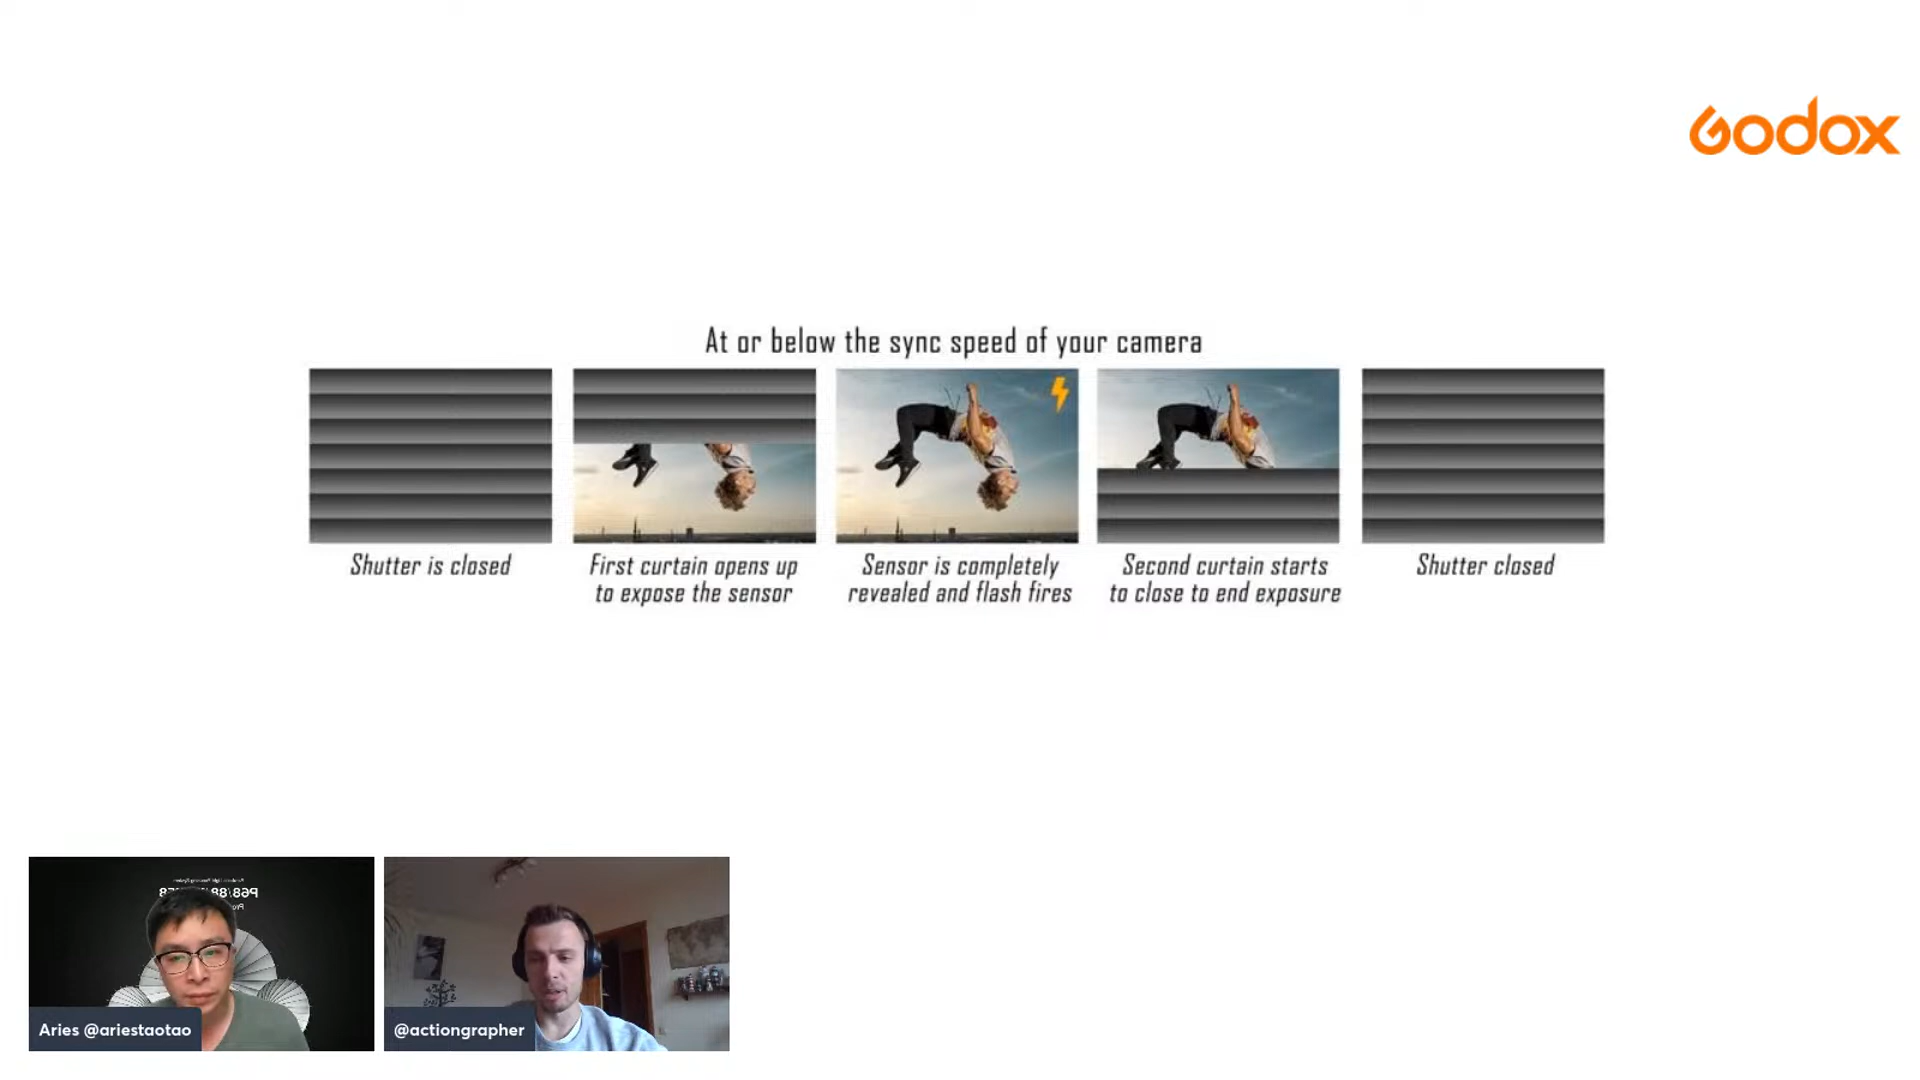 Godox
At or below the sync speed of your camera
Shutter is closed
First curtain opens up
to expose the sensor
Sensor is completely
revealed and flash fires
Second curtain starts
to close to end exposure
Shutter closed
Aries @ariestaotao
@actiongrapher